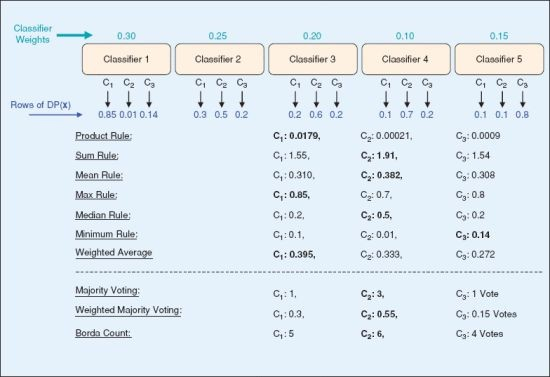 Classifier Weights 0.30 0.25 0.20 0.10 0.15
Classifier 1 Classifier 2 Classifier 3 Classifier 4 Classifier 5
C1 C2 C3 C1 C2 C3 C1 C2 C3 C1 C2 C3 C1 C2 C3
Rows of DP(x) 0.85 0.01 0.14 0.3 0.5 0.2 0.2 0.6 0.2 0.1 0.7 0.2 0.1 0.1 0.8
Product Rule: C1: 0.0179, C2: 0.00021, C3: 0.0009
Sum Rule: C1: 1.55, C2: 1.91, C3: 1.54
Mean Rule: C1: 0.310, C2: 0.382, C3: 0.308
Max Rule: C1: 0.85, C2: 0.7, C3: 0.8
Median Rule: C1: 0.2, C2: 0.5, C3: 0.2
Minimum Rule: C1: 0.1, C2: 0.01, C3: 0.14
Weighted Average C1: 0.395, C2: 0.333, C3: 0.272
Majority Voting: C1: 1, C2: 3, C3: 1 Vote
Weighted Majority Voting: C1: 0.3, C2: 0.55, C3: 0.15 Votes
Borda Count: C1: 5 C2: 6, C3: 4 Votes